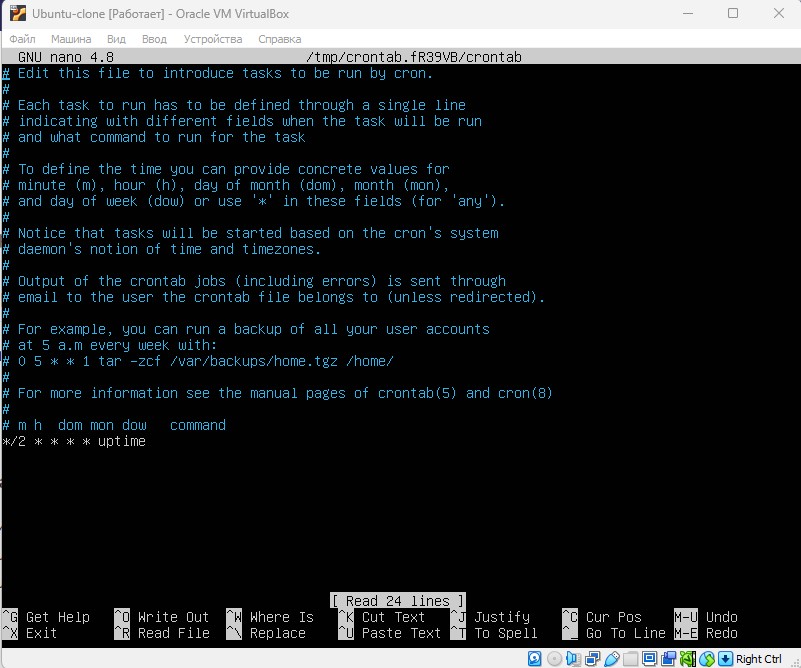 Ubuntu-clone [Работает] - Oracle VM VirtualBox
Файл Машина Вид Ввод Устройства Справка
GNU nano 4.8 /tmp/crontab.fR39VB/crontab
# Edit this file to introduce tasks to be run by cron.
#
# Each task to run has to be defined through a single line
# indicating with different fields when the task will be run
# and what command to run for the task
#
# To define the time you can provide concrete values for
# minute (m), hour (h), day of month (dom), month (mon),
# and day of week (dow) or use '*' in these fields (for 'any').
#
# Notice that tasks will be started based on the cron's system
# daemon's notion of time and timezones.
#
# Output of the crontab jobs (including errors) is sent through
# email to the user the crontab file belongs to (unless redirected).
#
# For example, you can run a backup of all your user accounts
# at 5 a.m every week with:
# 0 5 * * 1 tar -zcf /var/backups/home.tgz /home/
#
# For more information see the manual pages of crontab(5) and cron(8)
#
# m h  dom mon dow   command
*/2 * * * * uptime
[ Read 24 lines ]
^G Get Help ^O Write Out ^W Where Is ^K Cut Text ^J Justify ^C Cur Pos M-U Undo
^X Exit ^R Read File ^\ Replace ^U Paste Text ^T To Spell ^_ Go To Line M-E Redo
Right Ctrl